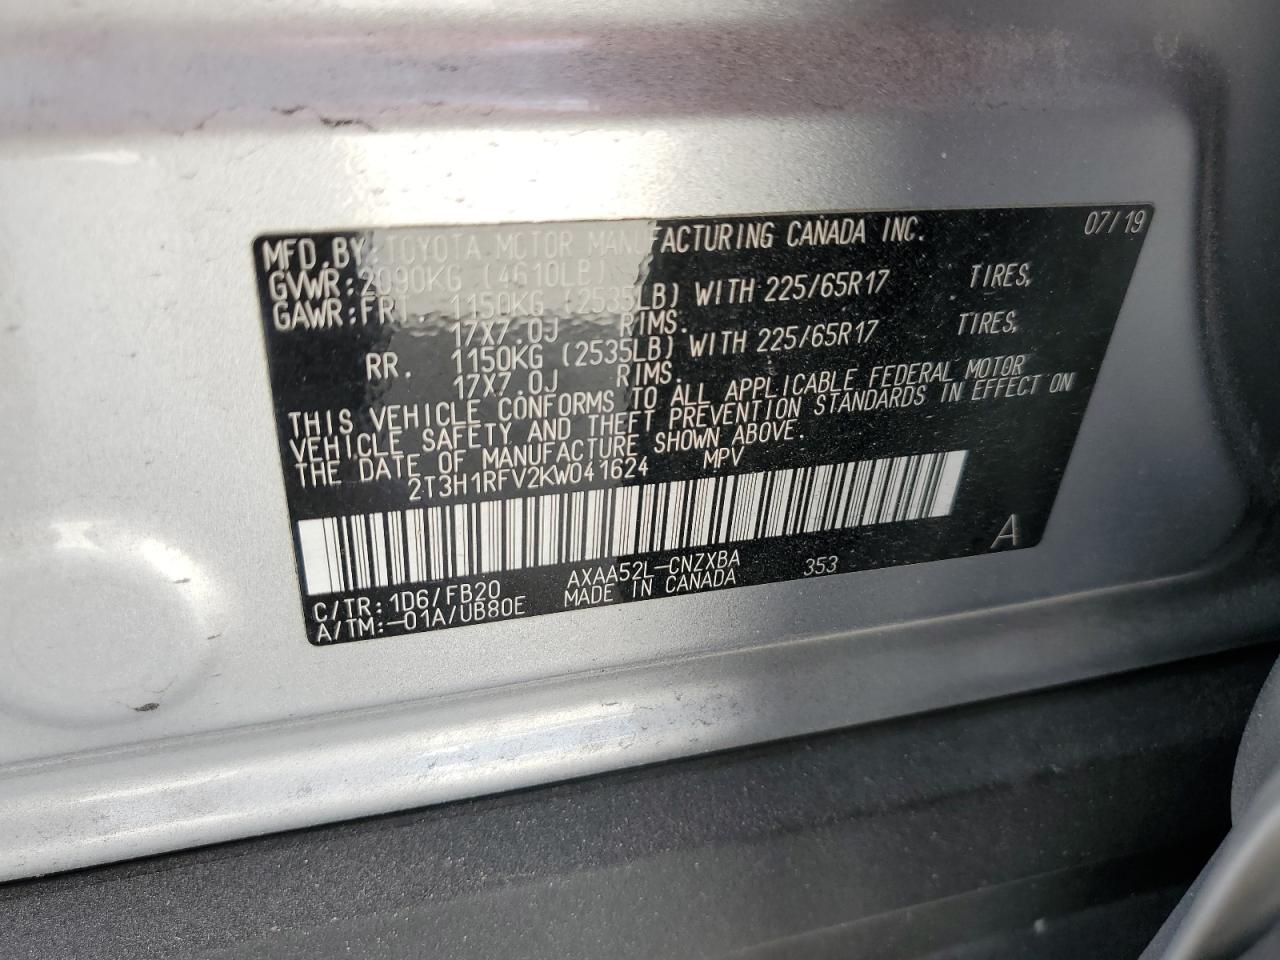 MFD.BY:TOYOTA MOTOR MANUFACTURING CANADA INC. 07/19
GVWR:2090KG (4610LB)
GAWR:FRT. 1150KG (2535LB) WITH 225/65R17 TIRES,
17X7.0J RIMS.
RR. 1150KG (2535LB) WITH 225/65R17 TIRES,
17X7.0J RIMS.
THIS VEHICLE CONFORMS TO ALL APPLICABLE FEDERAL MOTOR
VEHICLE SAFETY AND THEFT PREVENTION STANDARDS IN EFFECT ON
THE DATE OF MANUFACTURE SHOWN ABOVE.
2T3H1RFV2KW041624 MPV
C/TR:1D6/FB20 AXAA52L-CNZXBA 353 A
A/TM:-01A/UB80E MADE IN CANADA